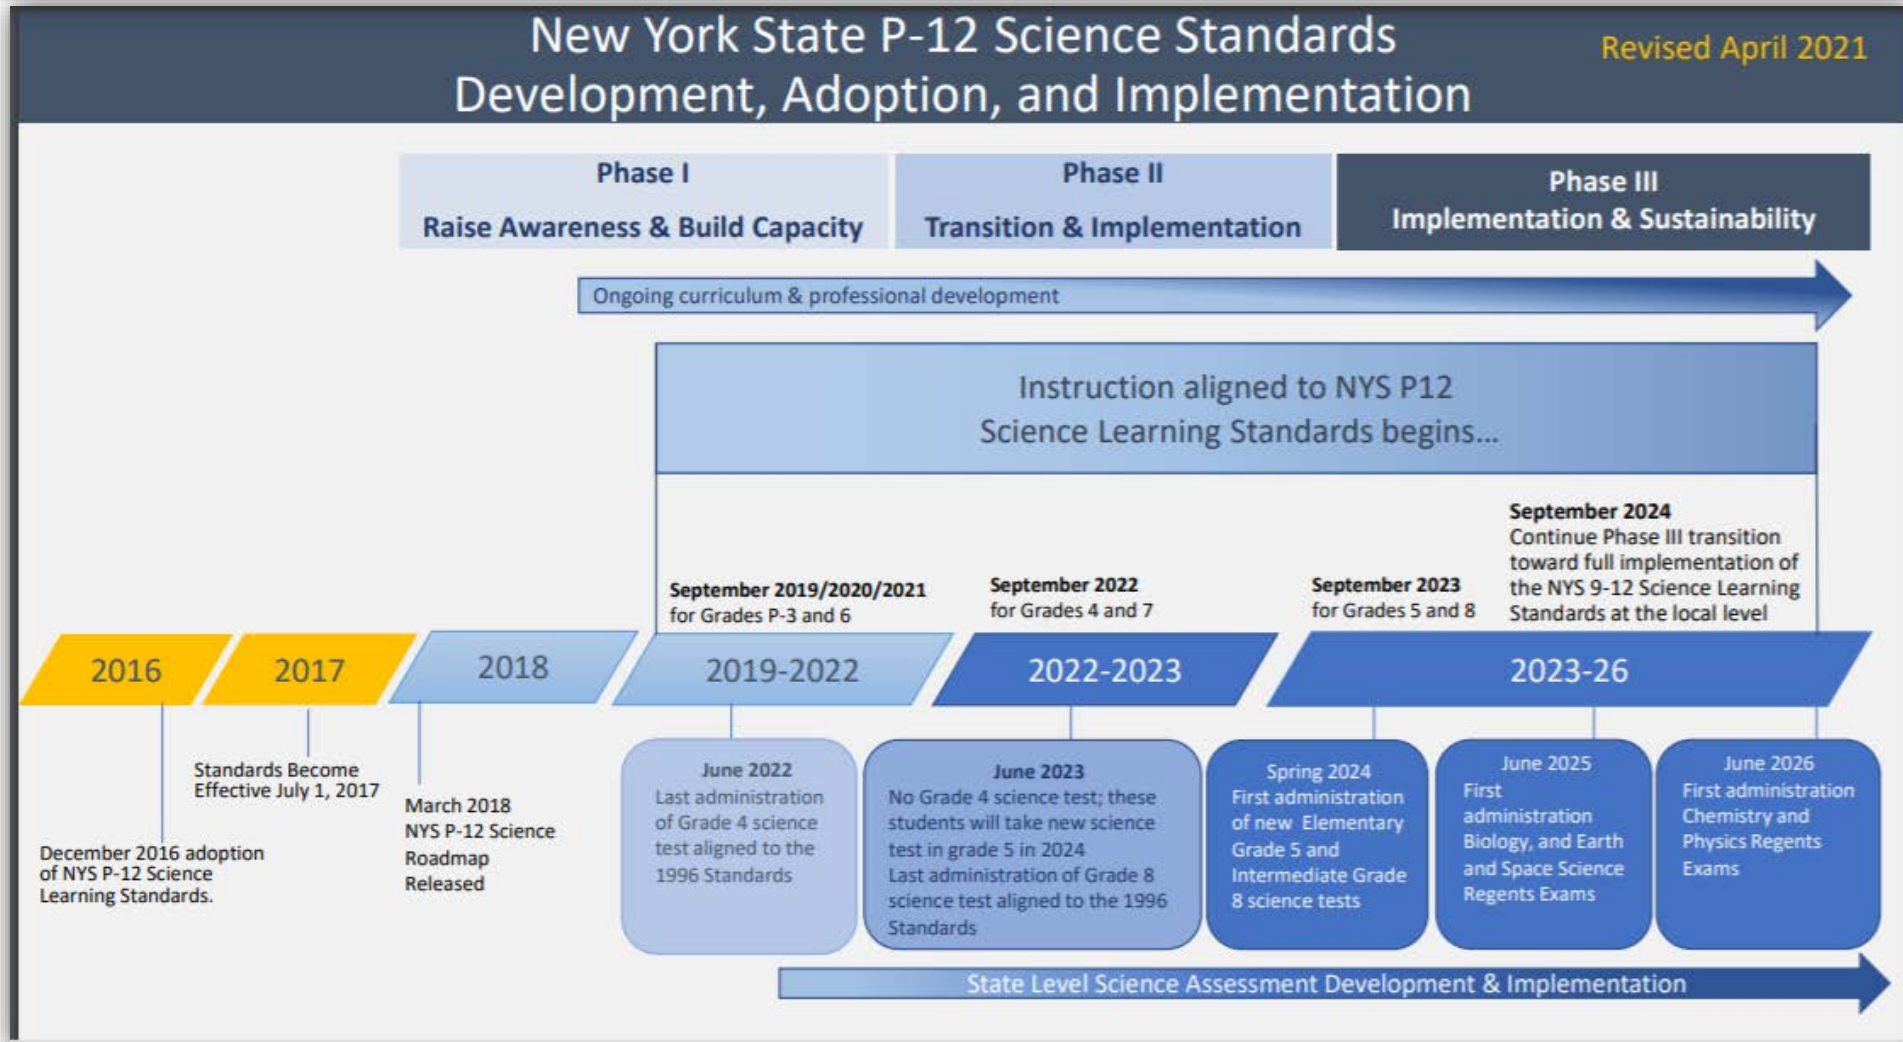 New York State P-12 Science Standards
Development, Adoption, and Implementation
Revised April 2021
Phase I
Raise Awareness & Build Capacity
Phase II
Transition & Implementation
Phase III
Implementation & Sustainability
Ongoing curriculum & professional development
Instruction aligned to NYS P12
Science Learning Standards begins...
September 2019/2020/2021
for Grades P-3 and 6
September 2022
for Grades 4 and 7
September 2023
for Grades 5 and 8
September 2024
Continue Phase III transition
toward full implementation of
the NYS 9-12 Science Learning
Standards at the local level
2016
2017
2018
2019-2022
2022-2023
2023-26
December 2016 adoption
of NYS P-12 Science
Learning Standards.
Standards Become
Effective July 1, 2017
March 2018
NYS P-12 Science
Roadmap
Released
June 2022
Last administration
of Grade 4 science
test aligned to the
1996 Standards
June 2023
No Grade 4 science test; these
students will take new science
test in grade 5 in 2024
Last administration of Grade 8
science test aligned to the 1996
Standards
Spring 2024
First administration
of new Elementary
Grade 5 and
Intermediate Grade
8 science tests
June 2025
First
administration
Biology, and Earth
and Space Science
Regents Exams
June 2026
First administration
Chemistry and
Physics Regents
Exams
State Level Science Assessment Development & Implementation